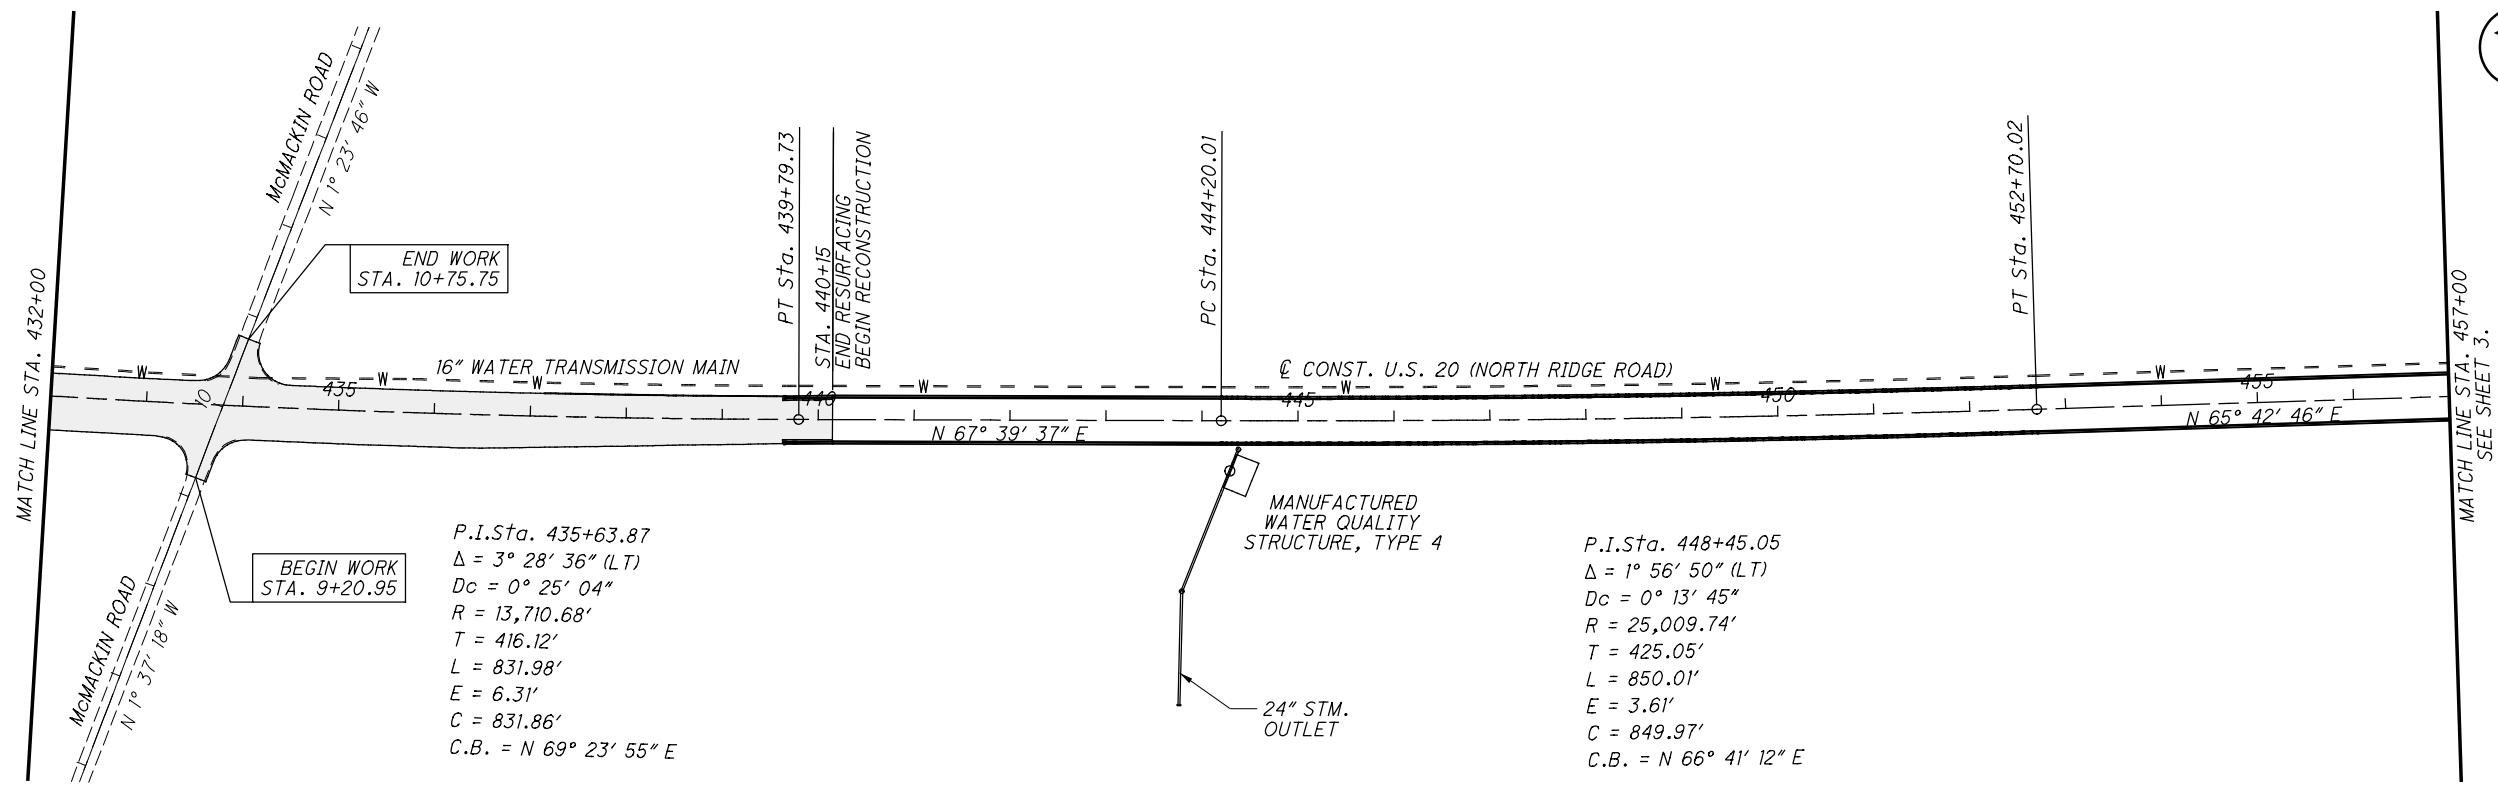 MATCH LINE STA. 432+00
McMACKIN ROAD
N 1° 23' 46" W
END WORK
STA. 10+75.75
16" WATER TRANSMISSION MAIN
PT Sta. 439+79.73
STA. 440+15
END RESURFACING
BEGIN RECONSTRUCTION
PC Sta. 444+20.01
℄ CONST. U.S. 20 (NORTH RIDGE ROAD)
PT Sta. 452+70.02
MATCH LINE STA. 457+00
SEE SHEET 3.
W
W
W
W
W
W
W
10
435
440
445
450
455
N 67° 39' 37" E
N 65° 42' 46" E
BEGIN WORK
STA. 9+20.95
McMACKIN ROAD
N 1° 37' 18" W
P.I.Sta. 435+63.87
Δ = 3° 28' 36" (LT)
Dc = 0° 25' 04"
R = 13,710.68'
T = 416.12'
L = 831.98'
E = 6.31'
C = 831.86'
C.B. = N 69° 23' 55" E
MANUFACTURED
WATER QUALITY
STRUCTURE, TYPE 4
24" STM.
OUTLET
P.I.Sta. 448+45.05
Δ = 1° 56' 50" (LT)
Dc = 0° 13' 45"
R = 25,009.74'
T = 425.05'
L = 850.01'
E = 3.61'
C = 849.97'
C.B. = N 66° 41' 12" E